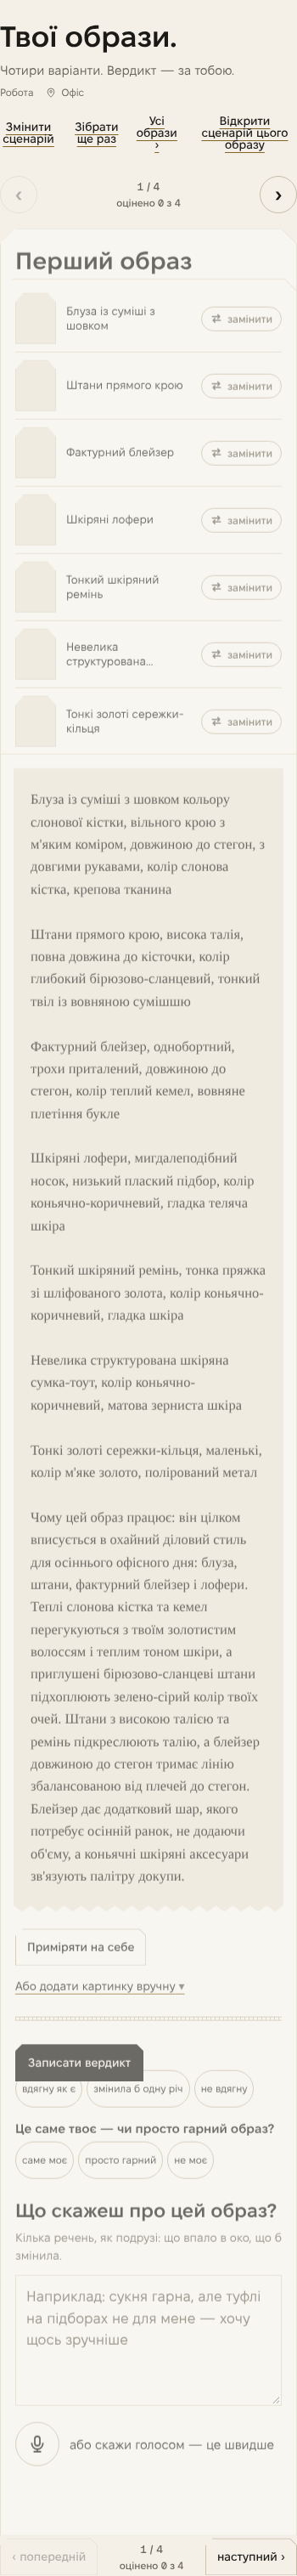 Твої образи.
Чотири варіанти. Вердикт — за тобою.
Робота Офіс
Змінити сценарій
Зібрати ще раз
Усі образи ›
Відкрити сценарій цього образу
‹
1 / 4
оцінено 0 з 4
›
Перший образ
Блуза із суміші з
шовком
замінити
Штани прямого крою
замінити
Фактурний блейзер
замінити
Шкіряні лофери
замінити
Тонкий шкіряний
ремінь
замінити
Невелика
структурована...
замінити
Тонкі золоті сережки-
кільця
замінити
Блуза із суміші з шовком кольору
слонової кістки, вільного крою з
м'яким коміром, довжиною до стегон, з
довгими рукавами, колір слонова
кістка, крепова тканина
Штани прямого крою, висока талія,
повна довжина до кісточки, колір
глибокий бірюзово-сланцевий, тонкий
твіл із вовняною сумішшю
Фактурний блейзер, однобортний,
трохи приталений, довжиною до
стегон, колір теплий кемел, вовняне
плетіння букле
Шкіряні лофери, мигдалеподібний
носок, низький плаский підбор, колір
коньячно-коричневий, гладка теляча
шкіра
Тонкий шкіряний ремінь, тонка пряжка
зі шліфованого золота, колір коньячно-
коричневий, гладка шкіра
Невелика структурована шкіряна
сумка-тоут, колір коньячно-
коричневий, матова зерниста шкіра
Тонкі золоті сережки-кільця, маленькі,
колір м'яке золото, полірований метал
Чому цей образ працює: він цілком
вписується в охайний діловий стиль
для осіннього офісного дня: блуза,
штани, фактурний блейзер і лофери.
Теплі слонова кістка та кемел
перегукуються з твоїм золотистим
волоссям і теплим тоном шкіри, а
приглушені бірюзово-сланцеві штани
підхоплюють зелено-сірий колір твоїх
очей. Штани з високою талією та
ремінь підкреслюють талію, а блейзер
довжиною до стегон тримає лінію
збалансованою від плечей до стегон.
Блейзер дає додатковий шар, якого
потребує осінній ранок, не додаючи
об'єму, а коньячні шкіряні аксесуари
зв'язують палітру докупи.
Приміряти на себе
Або додати картинку вручну ▾
Записати вердикт
вдягну як є змінила б одну річ не вдягну
Це саме твоє — чи просто гарний образ?
саме моє просто гарний не моє
Що скажеш про цей образ?
Кілька речень, як подрузі: що впало в око, що б
змінила.
Наприклад: сукня гарна, але туфлі
на підборах не для мене — хочу
щось зручніше
або скажи голосом — це швидше
‹ попередній
1 / 4
оцінено 0 з 4
наступний ›